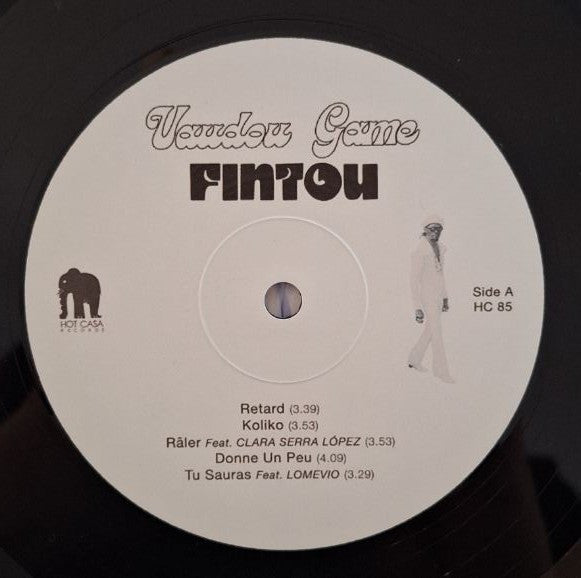 Vaudou Game
FINTOU
Side A
HC 85
HOT CASA
RECORDS
Retard (3.39)
Koliko (3.53)
Râler Feat. CLARA SERRA LÓPEZ (3.53)
Donne Un Peu (4.09)
Tu Sauras Feat. LOMEVIO (3.29)